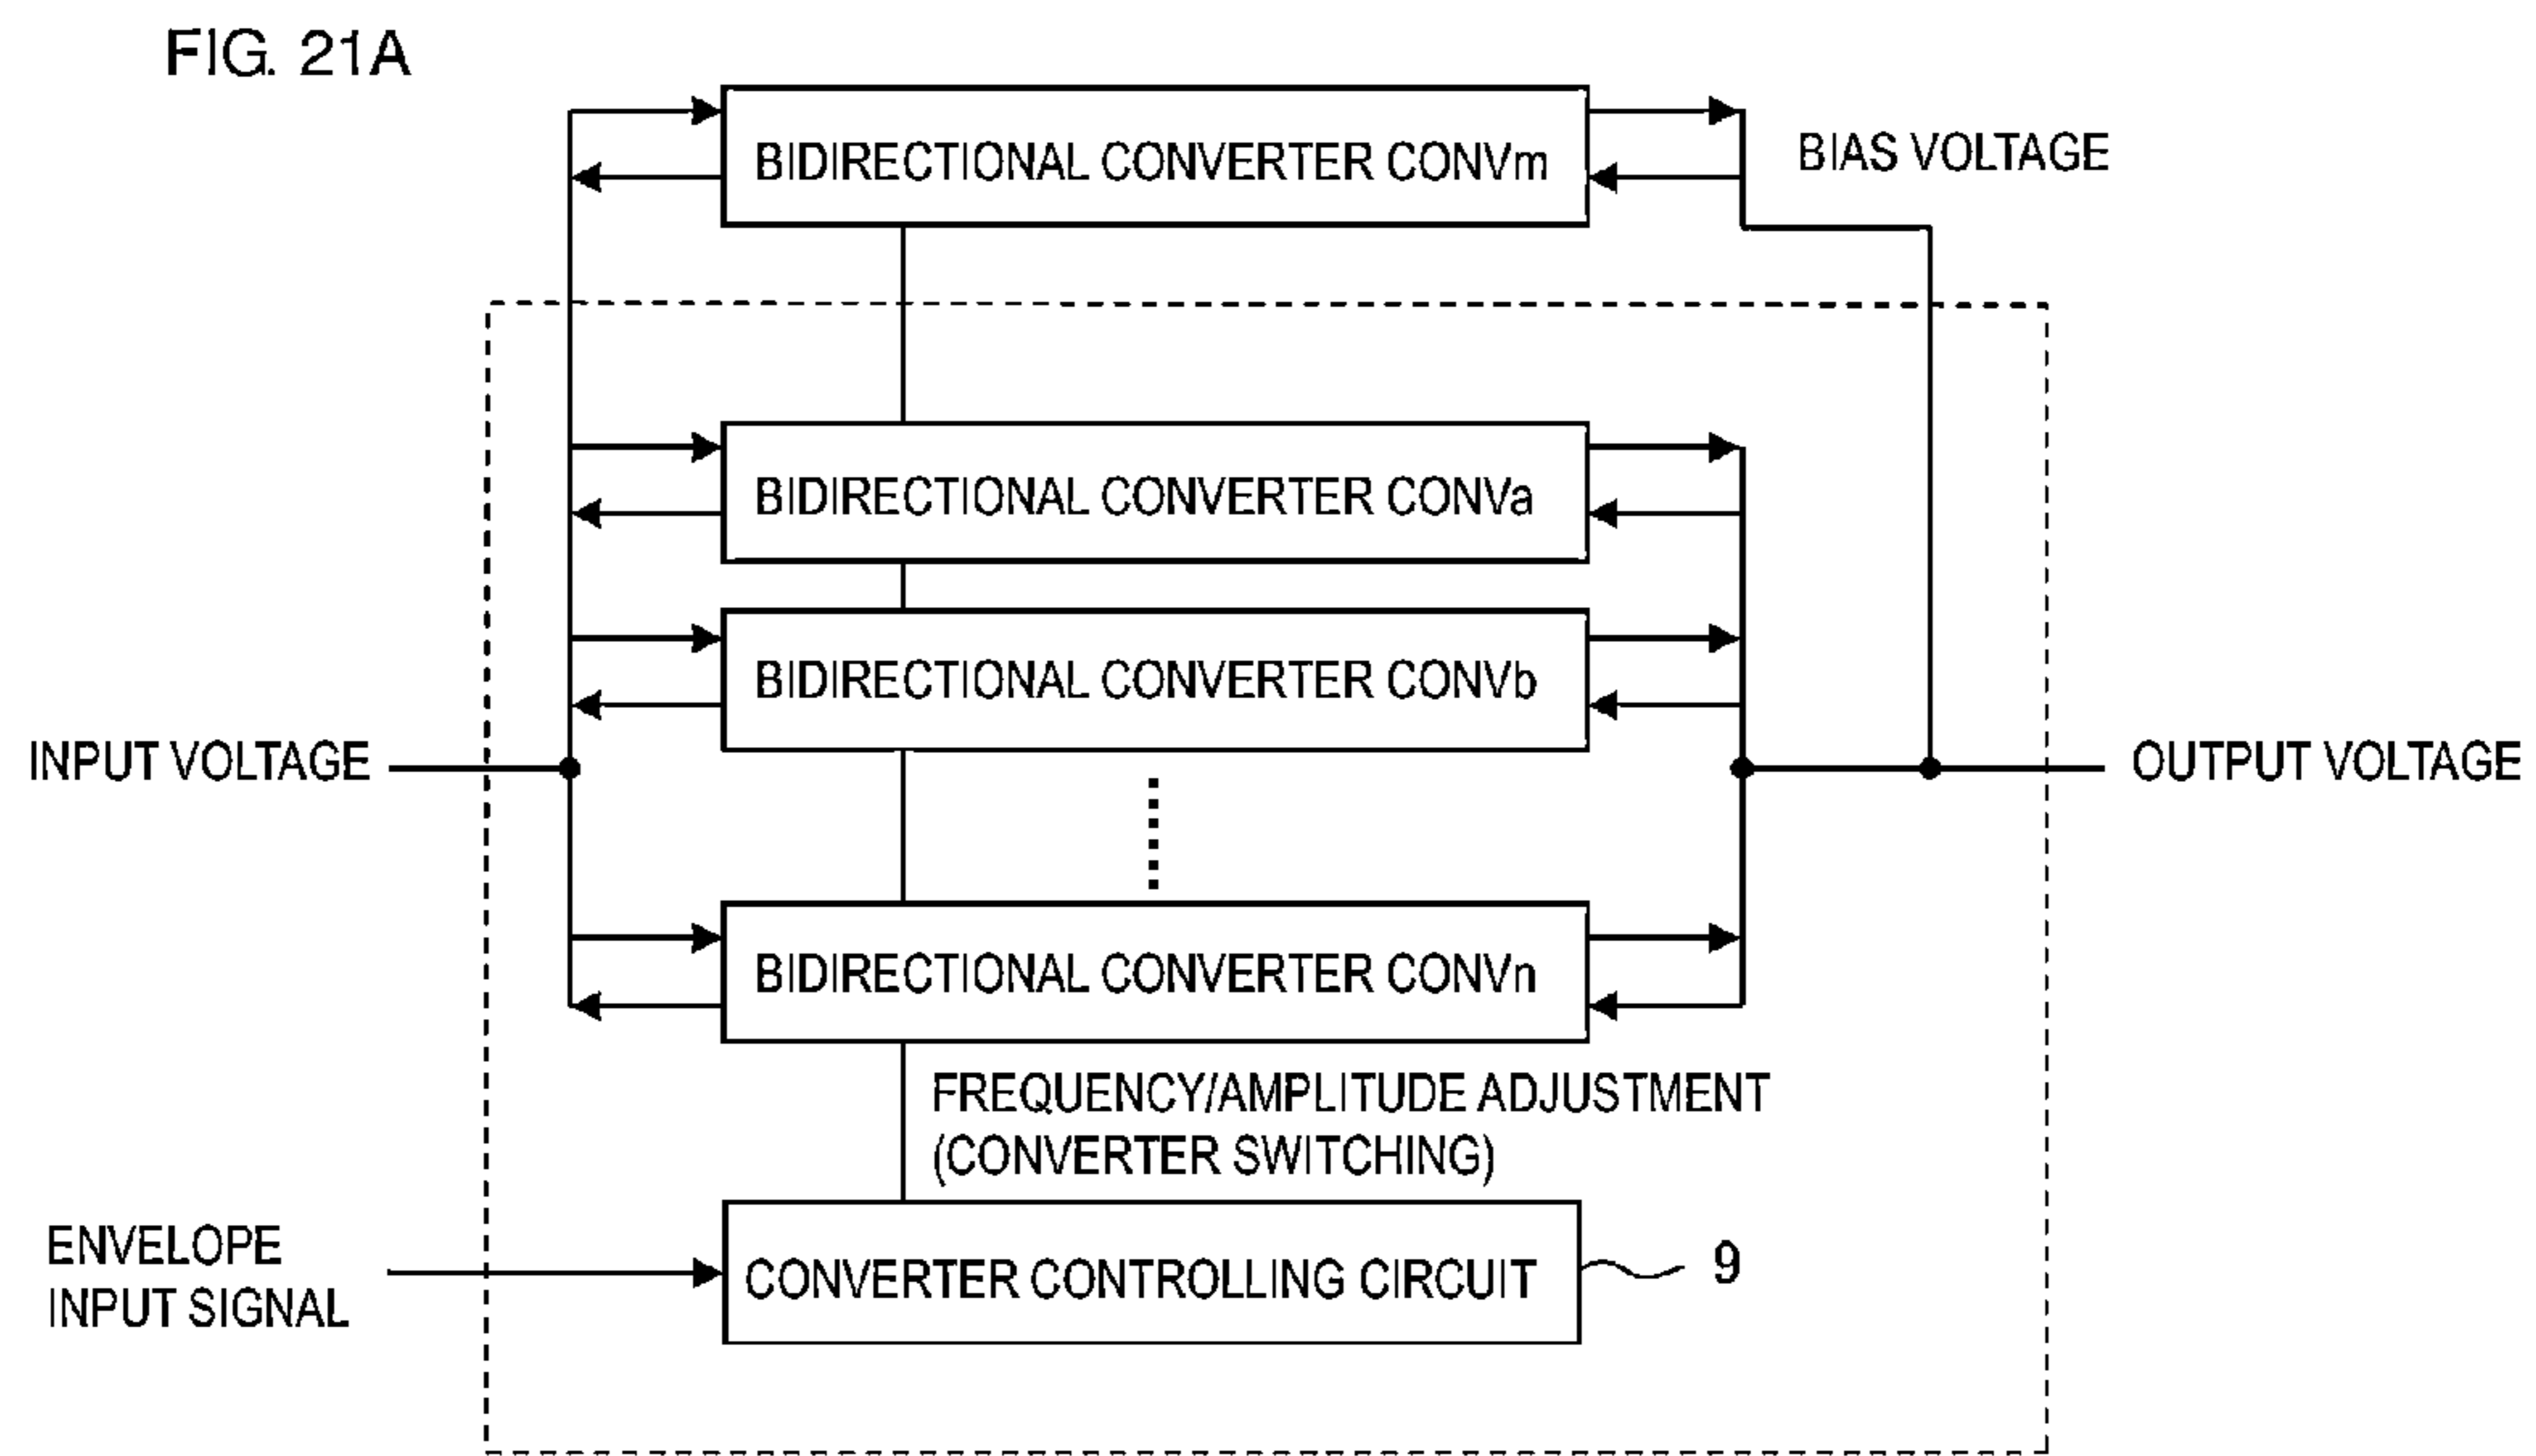 FIG. 21A
BIDIRECTIONAL CONVERTER CONVm
BIAS VOLTAGE
BIDIRECTIONAL CONVERTER CONVa
BIDIRECTIONAL CONVERTER CONVb
INPUT VOLTAGE
OUTPUT VOLTAGE
BIDIRECTIONAL CONVERTER CONVn
FREQUENCY/AMPLITUDE ADJUSTMENT
(CONVERTER SWITCHING)
ENVELOPE
INPUT SIGNAL
CONVERTER CONTROLLING CIRCUIT
9